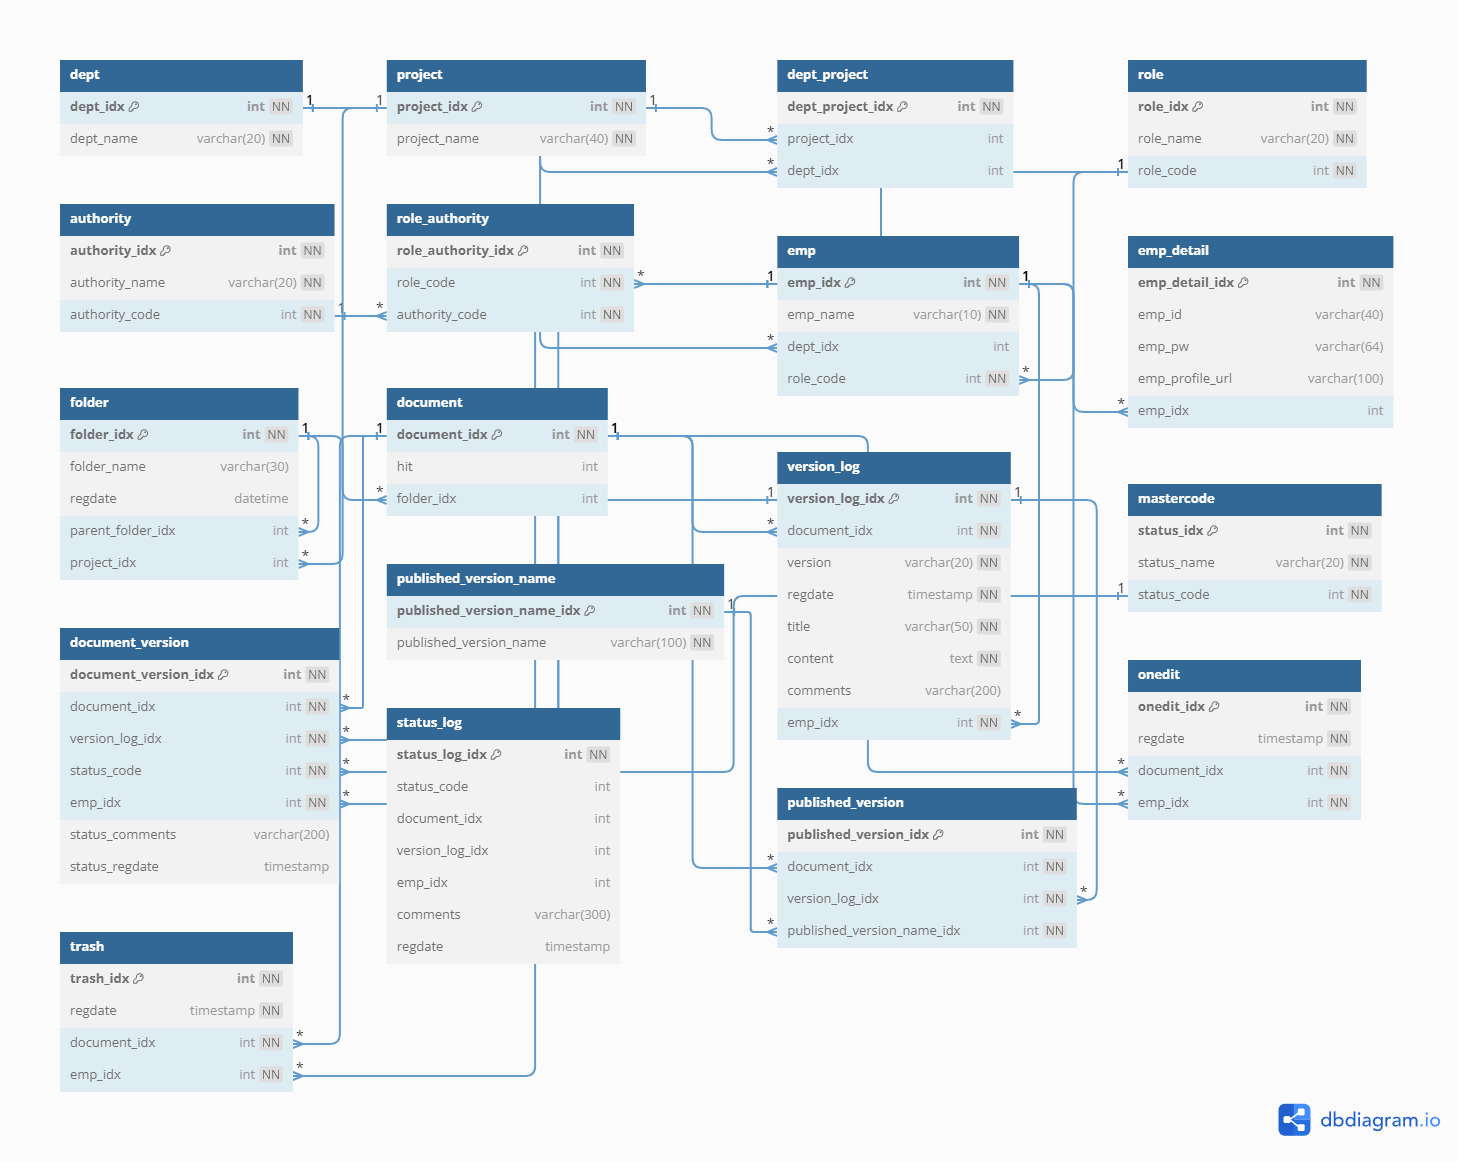 dept
dept_idx int NN
dept_name varchar(20) NN
project
project_idx int NN
project_name varchar(40) NN
dept_project
dept_project_idx int NN
project_idx int
dept_idx int
role
role_idx int NN
role_name varchar(20) NN
role_code int NN
authority
authority_idx int NN
authority_name varchar(20) NN
authority_code int NN
role_authority
role_authority_idx int NN
role_code int NN
authority_code int NN
emp
emp_idx int NN
emp_name varchar(10) NN
dept_idx int
role_code int NN
emp_detail
emp_detail_idx int NN
emp_id varchar(40)
emp_pw varchar(64)
emp_profile_url varchar(100)
emp_idx int
folder
folder_idx int NN
folder_name varchar(30)
regdate datetime
parent_folder_idx int
project_idx int
document
document_idx int NN
hit int
folder_idx int
version_log
version_log_idx int NN
document_idx int NN
version varchar(20) NN
regdate timestamp NN
title varchar(50) NN
content text NN
comments varchar(200)
emp_idx int NN
mastercode
status_idx int NN
status_name varchar(20) NN
status_code int NN
published_version_name
published_version_name_idx int NN
published_version_name varchar(100) NN
document_version
document_version_idx int NN
document_idx int NN
version_log_idx int NN
status_code int NN
emp_idx int NN
status_comments varchar(200)
status_regdate timestamp
status_log
status_log_idx int NN
status_code int
document_idx int
version_log_idx int
emp_idx int
comments varchar(300)
regdate timestamp
onedit
onedit_idx int NN
regdate timestamp NN
document_idx int NN
emp_idx int NN
published_version
published_version_idx int NN
document_idx int NN
version_log_idx int NN
published_version_name_idx int NN
trash
trash_idx int NN
regdate timestamp NN
document_idx int NN
emp_idx int NN
dbdiagram.io